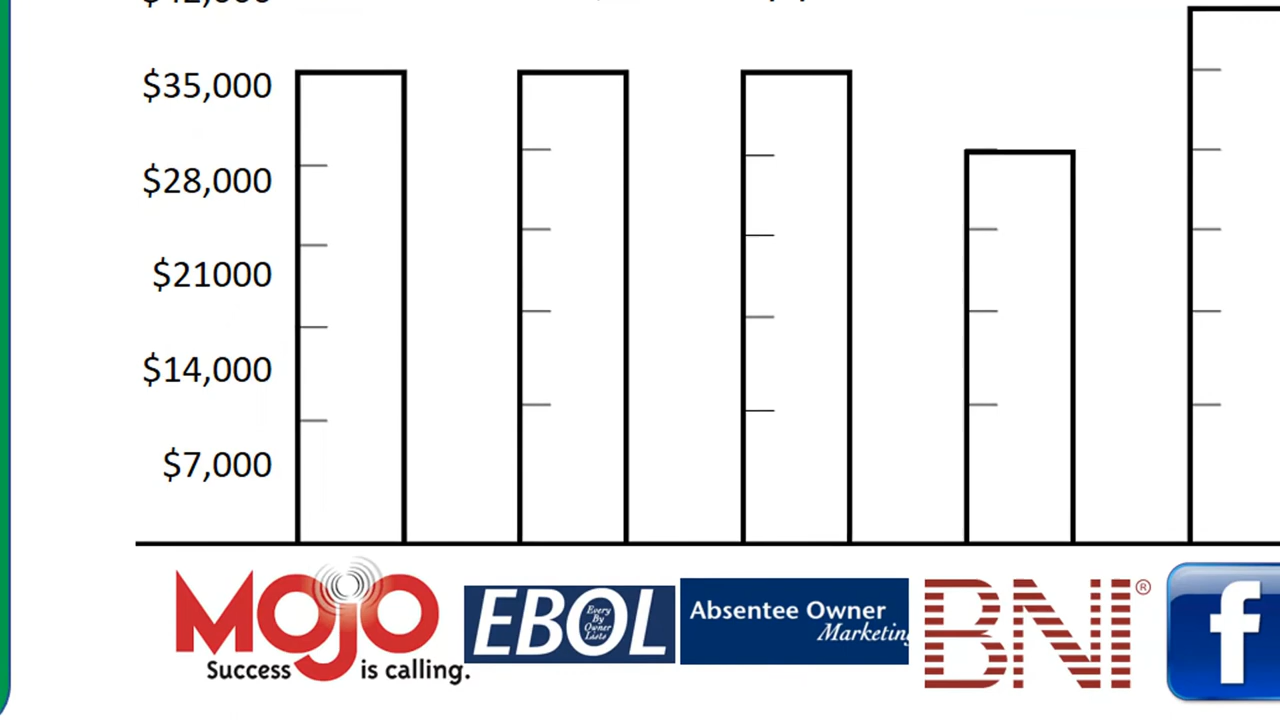 $35,000
$28,000
$21000
$14,000
$7,000
Mojo
Success is calling.
EBOL
Every
By
Owner
Lists
Absentee Owner
Marketing
BNI®
f